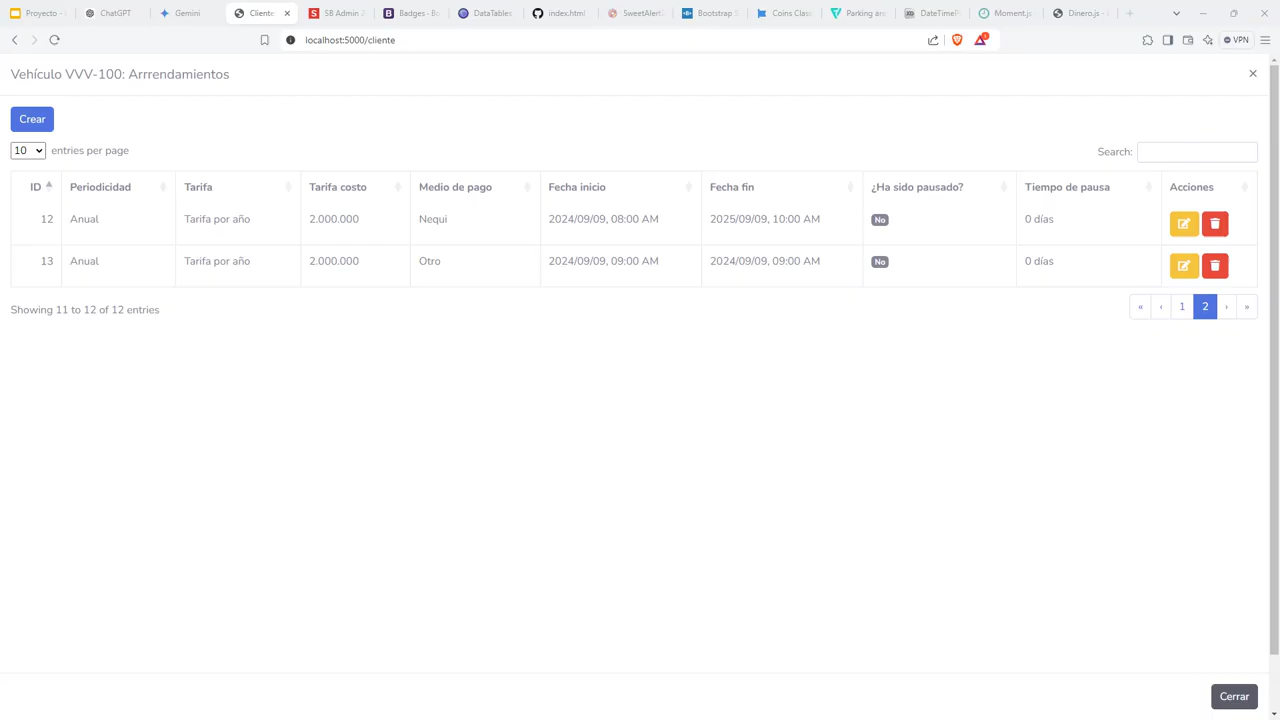 Proyecto - ChatGPT Gemini Cliente SB Admin Badges - Bo DataTables index.html SweetAlert Bootstrap S Coins Class Parking are DateTimeP Moment.js Dinero.js -
localhost:5000/cliente VPN
Vehículo VVV-100: Arrrendamientos ×
Crear
10 entries per page Search:
ID Periodicidad Tarifa Tarifa costo Medio de pago Fecha inicio Fecha fin ¿Ha sido pausado? Tiempo de pausa Acciones
12 Anual Tarifa por año 2.000.000 Nequi 2024/09/09, 08:00 AM 2025/09/09, 10:00 AM No 0 días
13 Anual Tarifa por año 2.000.000 Otro 2024/09/09, 09:00 AM 2024/09/09, 09:00 AM No 0 días
Showing 11 to 12 of 12 entries « ‹ 1 2 › »
Cerrar